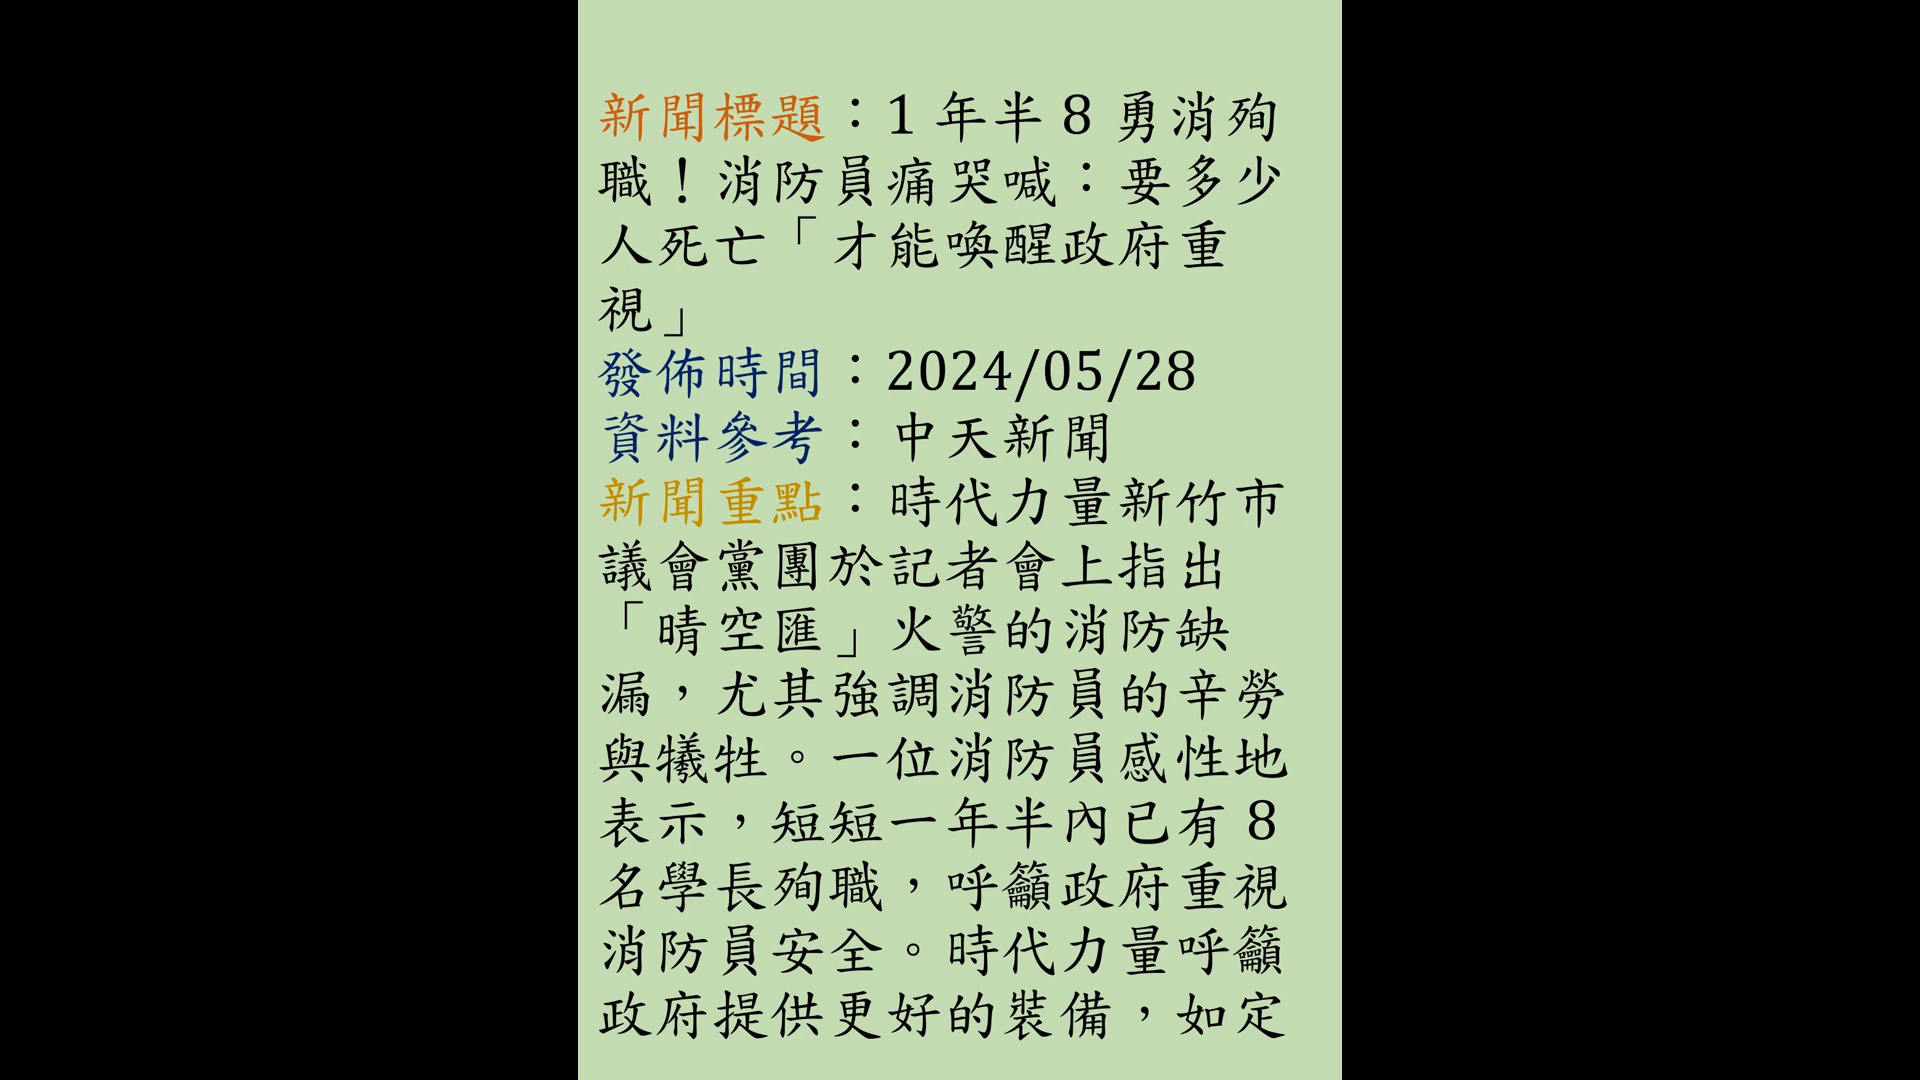 新聞標題：1 年半 8 勇消殉
職！消防員痛哭喊：要多少
人死亡「才能喚醒政府重
視」
發佈時間：2024/05/28
資料參考：中天新聞
新聞重點：時代力量新竹市
議會黨團於記者會上指出
「晴空匯」火警的消防缺
漏，尤其強調消防員的辛勞
與犧牲。一位消防員感性地
表示，短短一年半內已有 8
名學長殉職，呼籲政府重視
消防員安全。時代力量呼籲
政府提供更好的裝備，如定